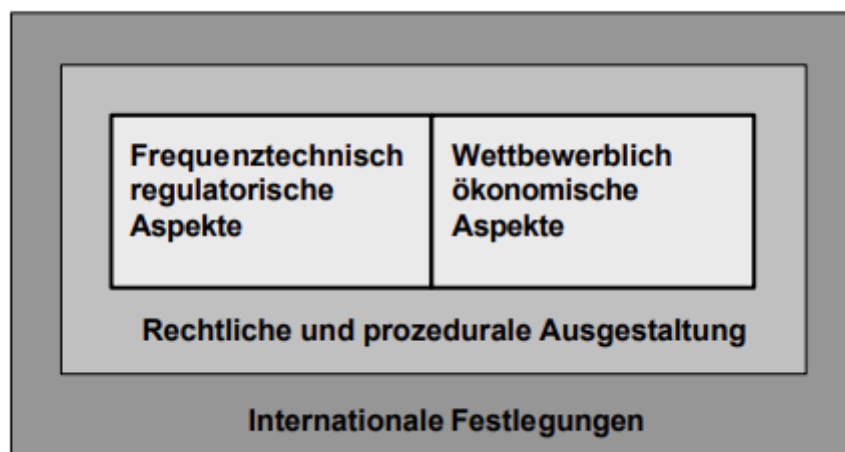 Frequenztechnisch
regulatorische
Aspekte
Wettbewerblich
ökonomische
Aspekte
Rechtliche und prozedurale Ausgestaltung
Internationale Festlegungen